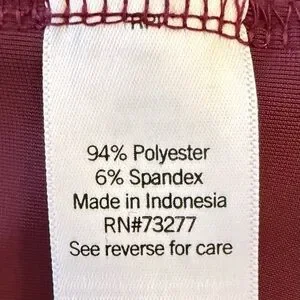 94% Polyester
6% Spandex
Made in Indonesia
RN#73277
See reverse for care